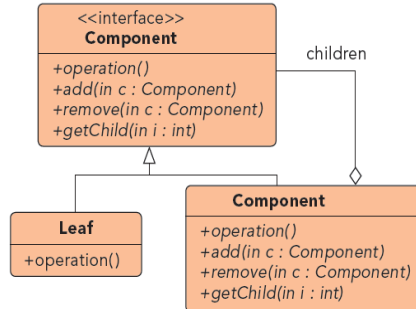 <<interface>>
Component
+operation()
+add(in c : Component)
+remove(in c : Component)
+getChild(in i : int)
children
Leaf
+operation()
Component
+operation()
+add(in c : Component)
+remove(in c : Component)
+getChild(in i : int)